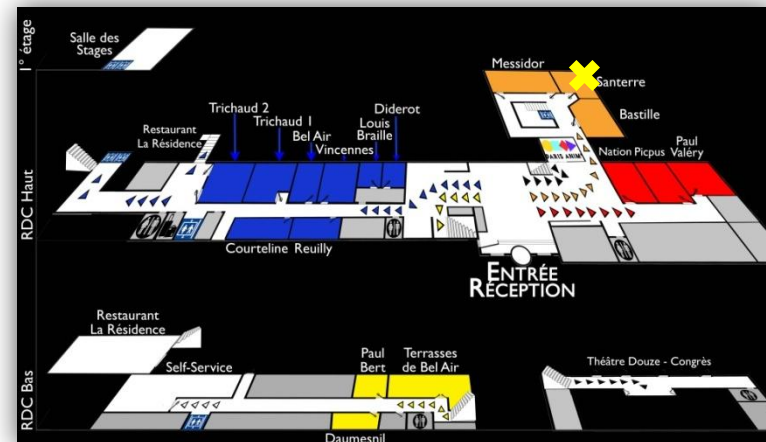 1° étage
Salle des
Stages
Messidor
Santerre
Bastille
Trichaud 2
Trichaud 1
Bel Air
Vincennes
Louis
Braille
Diderot
Restaurant
La Résidence
PARIS ANIM'
Nation Picpus
Paul
Valéry
RDC Haut
Courteline Reuilly
ENTRÉE
RÉCEPTION
Restaurant
La Résidence
Self-Service
Paul
Bert
Terrasses
de Bel Air
Théâtre Douze - Congrès
RDC Bas
Daumesnil